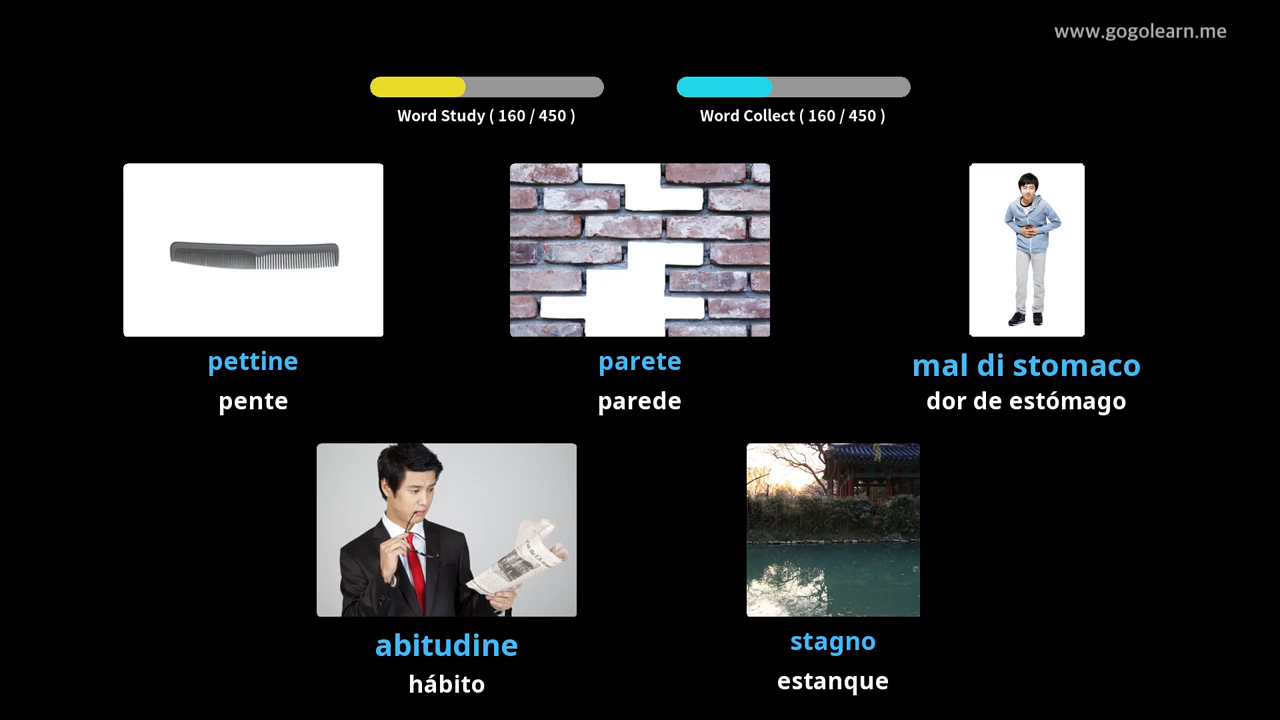 www.gogolearn.me
Word Study ( 160 / 450 )
Word Collect ( 160 / 450 )
pettine
pente
parete
parede
mal di stomaco
dor de estómago
abitudine
hábito
stagno
estanque